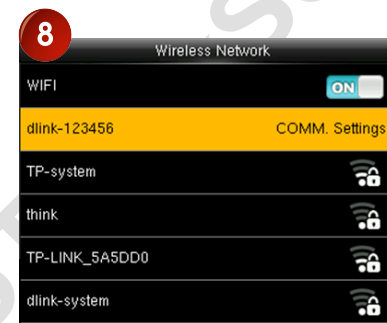 8
Wireless Network
WIFI ON
dlink-123456 COMM. Settings
TP-system
think
TP-LINK_5A5DD0
dlink-system